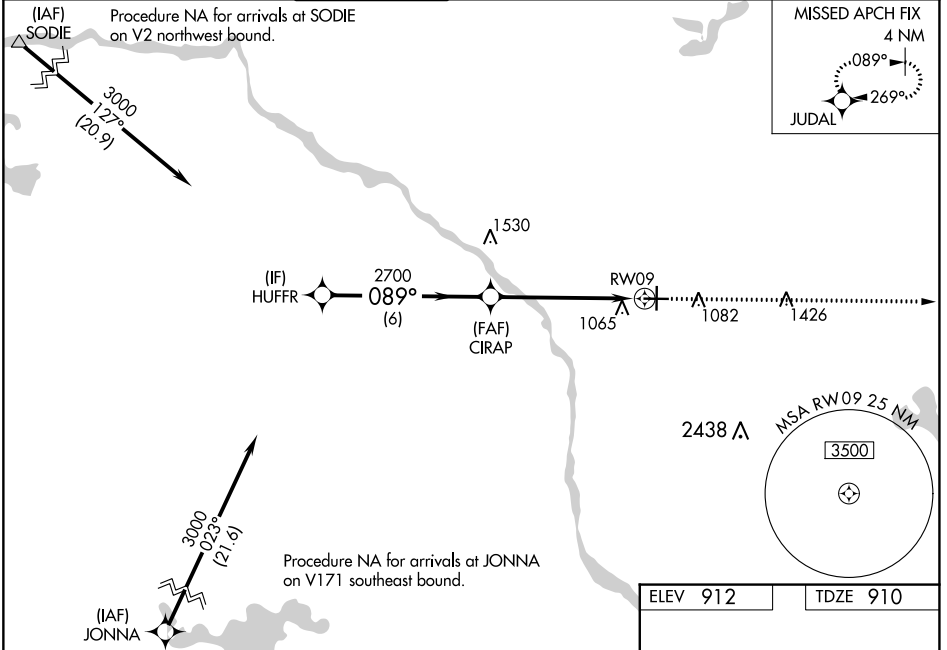 (IAF)
SODIE
Procedure NA for arrivals at SODIE
on V2 northwest bound.
3000
127°
(20.9)
MISSED APCH FIX
4 NM
089°
269°
JUDAL
1530
(IF)
HUFFR
2700
089°
(6)
(FAF)
CIRAP
RW09
1065
1082
1426
2438
MSA RW09 25 NM
3500
3000
023°
(21.6)
Procedure NA for arrivals at JONNA
on V171 southeast bound.
(IAF)
JONNA
ELEV 912
TDZE 910